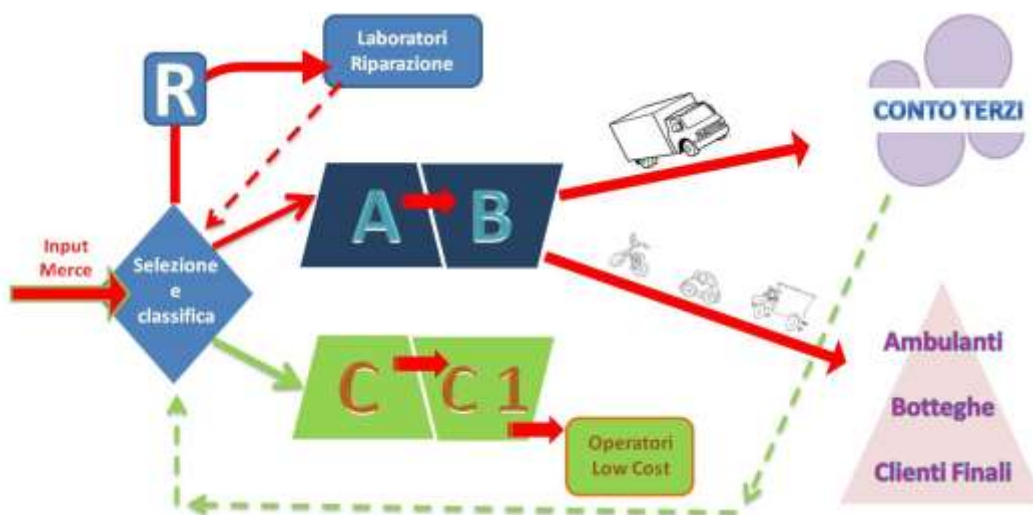 R
Laboratori
Riparazione
CONTO TERZI
A
B
Input
Merce
Selezione
e
classifica
C
C 1
Operatori
Low Cost
Ambulanti
Botteghe
Clienti Finali